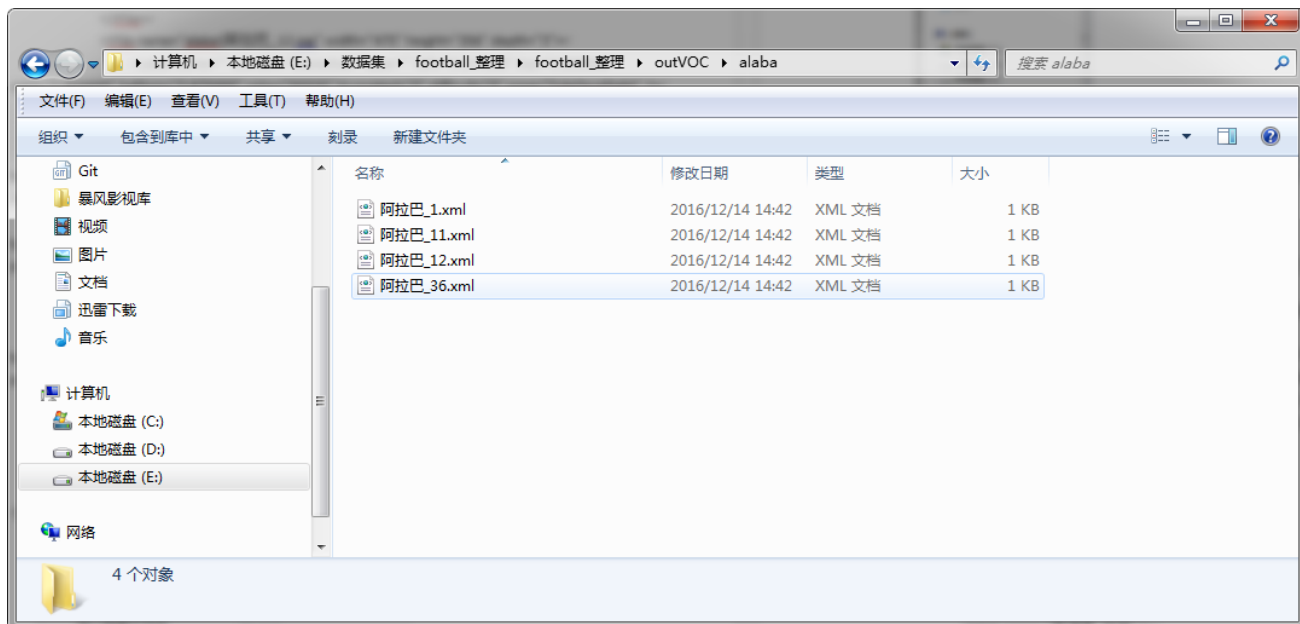 计算机 本地磁盘 (E:) 数据集 football_整理 football_整理 outVOC alaba 搜索 alaba
文件(F) 编辑(E) 查看(V) 工具(T) 帮助(H)
组织 包含到库中 共享 刻录 新建文件夹
Git
暴风影视库
视频
图片
文档
迅雷下载
音乐
计算机
本地磁盘 (C:)
本地磁盘 (D:)
本地磁盘 (E:)
网络
名称 修改日期 类型 大小
阿拉巴_1.xml 2016/12/14 14:42 XML 文档 1 KB
阿拉巴_11.xml 2016/12/14 14:42 XML 文档 1 KB
阿拉巴_12.xml 2016/12/14 14:42 XML 文档 1 KB
阿拉巴_36.xml 2016/12/14 14:42 XML 文档 1 KB
4 个对象